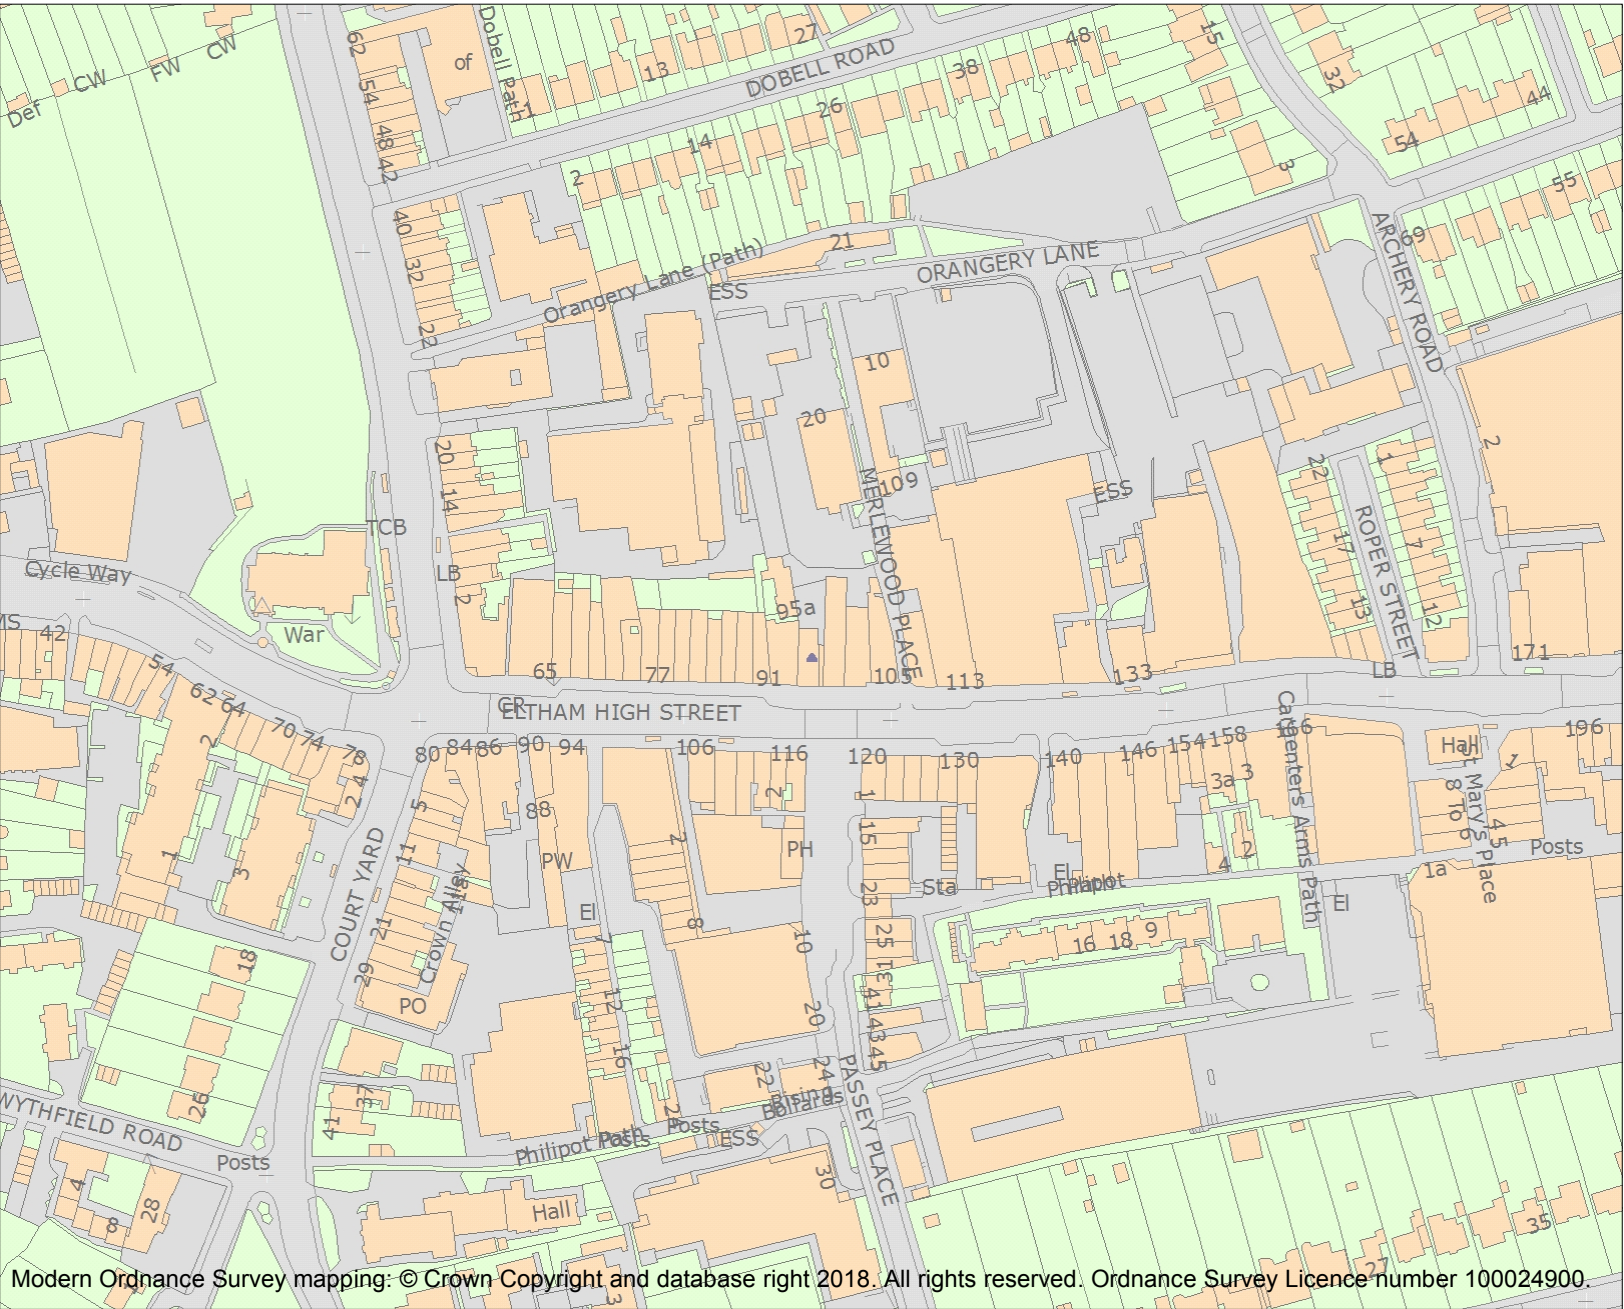 62
54
48
42
of
Dobell Path
1
13
27
DOBELL ROAD
48
38
26
14
2
15
32
44
54
3
55
69
ARCHERY ROAD
Def
CW
FW
CW
40
32
22
Orangery Lane (Path)
21
ESS
ORANGERY LANE
10
20
109
MERLEWOOD PLACE
ESS
20
14
2
TCB
LB
Cycle Way
War
42
54
62
64
70
74
78
2
2 4
65
77
91
95a
105
113
133
22
17
13
ROPER STREET
1
7
12
2
LB
171
ELTHAM HIGH STREET
80
84
86
90
94
106
116
120
130
140
146
154
158
166
196
Hall
St Mary's Place
8 To 6
45
1
1a
Posts
Carpenters Arms Path
3a
3
4
2
El
El
Philipot Path
Sta
1
15
23
25
31
41
43
45
PH
2
2
8
10
20
22
24
Rising
Bollards
PASSEY PLACE
30
88
PW
El
7
12
16
5
11
21
29
Crown Alley
PO
COURT YARD
1
3
18
26
16
18
9
WYTHFIELD ROAD
Posts
41
37
Philipot Path
Posts
Posts
ESS
Hall
4
8
28
3
27
35
Modern Ordnance Survey mapping: © Crown Copyright and database right 2018. All rights reserved. Ordnance Survey Licence number 100024900.